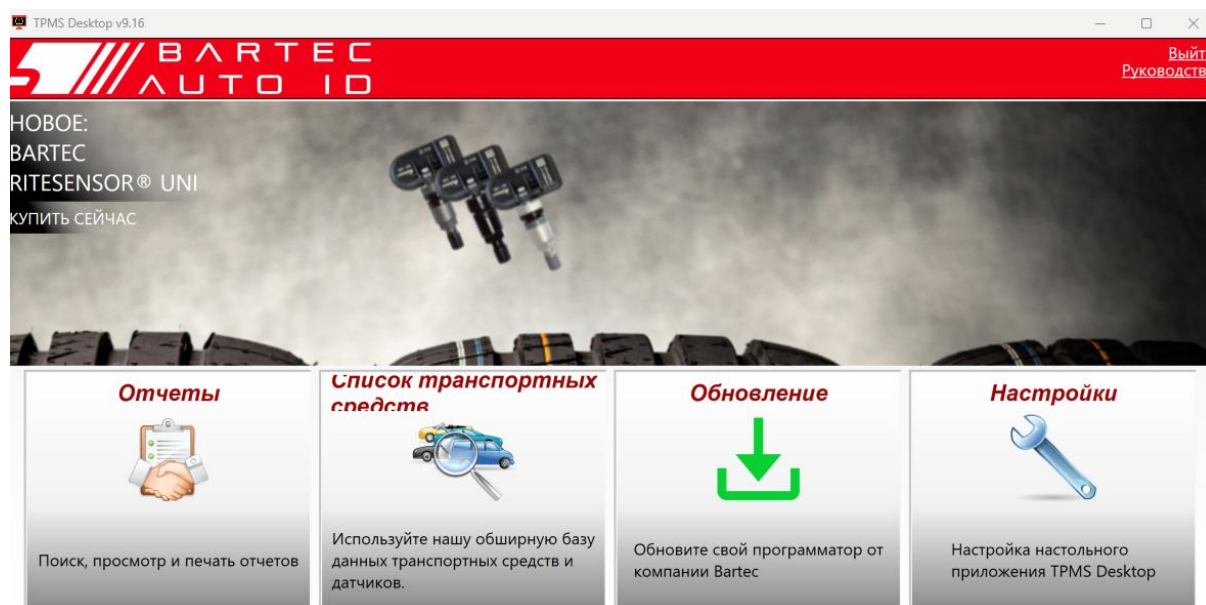 TPMS Desktop v9.16
BARTEC
AUTO ID
Выйт
Руководств
НОВОЕ:
BARTEC
RITESENSOR® UNI
КУПИТЬ СЕЙЧАС
Отчеты
Поиск, просмотр и печать отчетов
Список транспортных
средств
Используйте нашу обширную базу
данных транспортных средств и
датчиков.
Обновление
Обновите свой программатор от
компании Bartec
Настройки
Настройка настольного
приложения TPMS Desktop